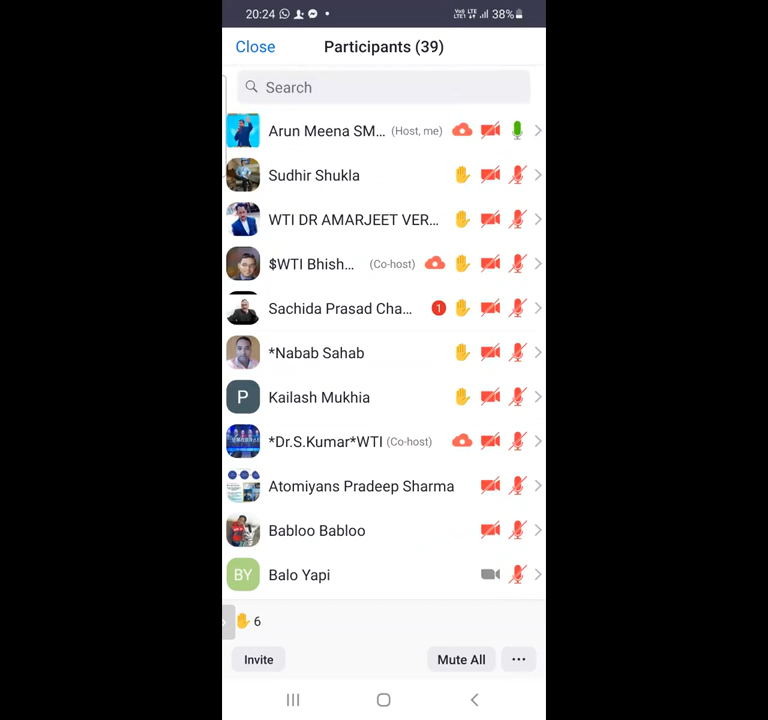 20:24 38%
Close Participants (39)
Search
Arun Meena SM... (Host, me)
Sudhir Shukla
WTI DR AMARJEET VER...
$WTI Bhish... (Co-host)
Sachida Prasad Cha... 1
*Nabab Sahab
P Kailash Mukhia
*Dr.S.Kumar*WTI (Co-host)
Atomiyans Pradeep Sharma
Babloo Babloo
BY Balo Yapi
6
Invite Mute All ...